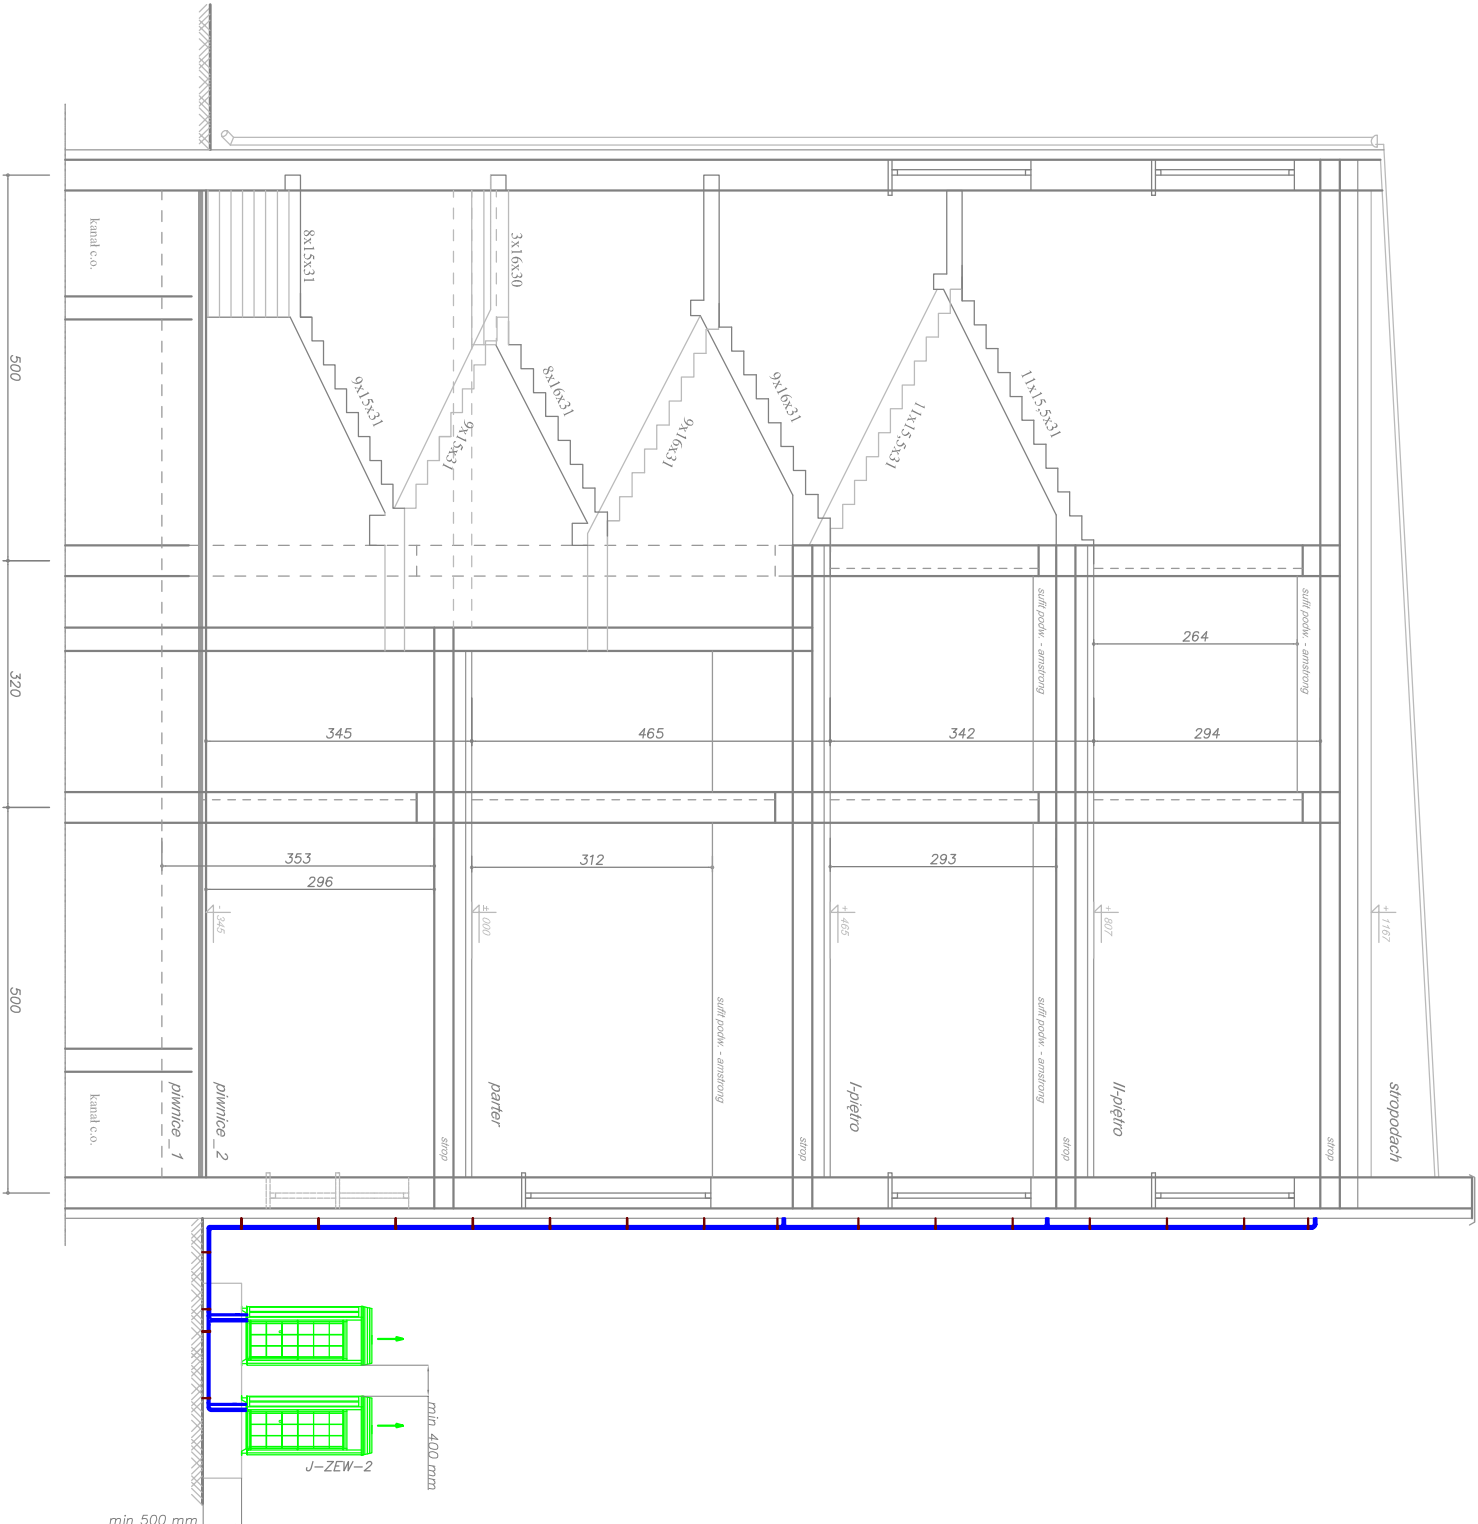 stropodach
II-piętro
I-piętro
parter
piwnice_2
piwnice_1
strop
strop
strop
strop
sufit podw. - amstrong
sufit podw. - amstrong
sufit podw. - amstrong
sufit podw. - amstrong
+ 1167
+ 807
+ 465
± 000
- 345
264
294
342
465
345
293
312
353
296
11x15,5x31
11x15,5x31
9x16x31
9x16x31
8x16x31
3x16x30
9x15x31
9x15x31
8x15x31
kanał c.o.
kanał c.o.
500
320
500
min 400 mm
J-ZEW-2
min 500 mm